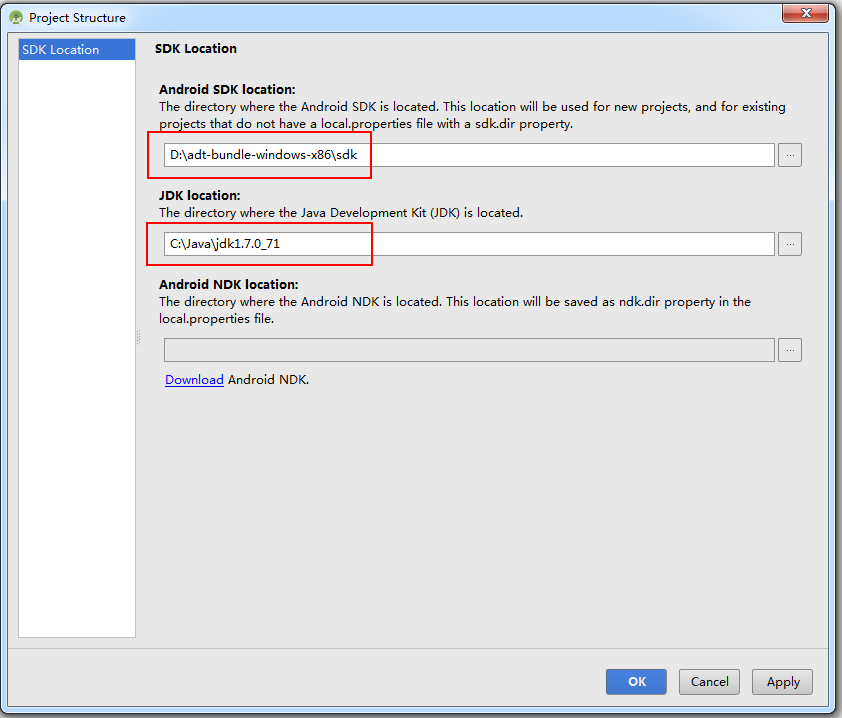 Project Structure
SDK Location
SDK Location
Android SDK location:
The directory where the Android SDK is located. This location will be used for new projects, and for existing
projects that do not have a local.properties file with a sdk.dir property.
D:\adt-bundle-windows-x86\sdk
...
JDK location:
The directory where the Java Development Kit (JDK) is located.
C:\Java\jdk1.7.0_71
...
Android NDK location:
The directory where the Android NDK is located. This location will be saved as ndk.dir property in the
local.properties file.
...
Download Android NDK.
OK
Cancel
Apply